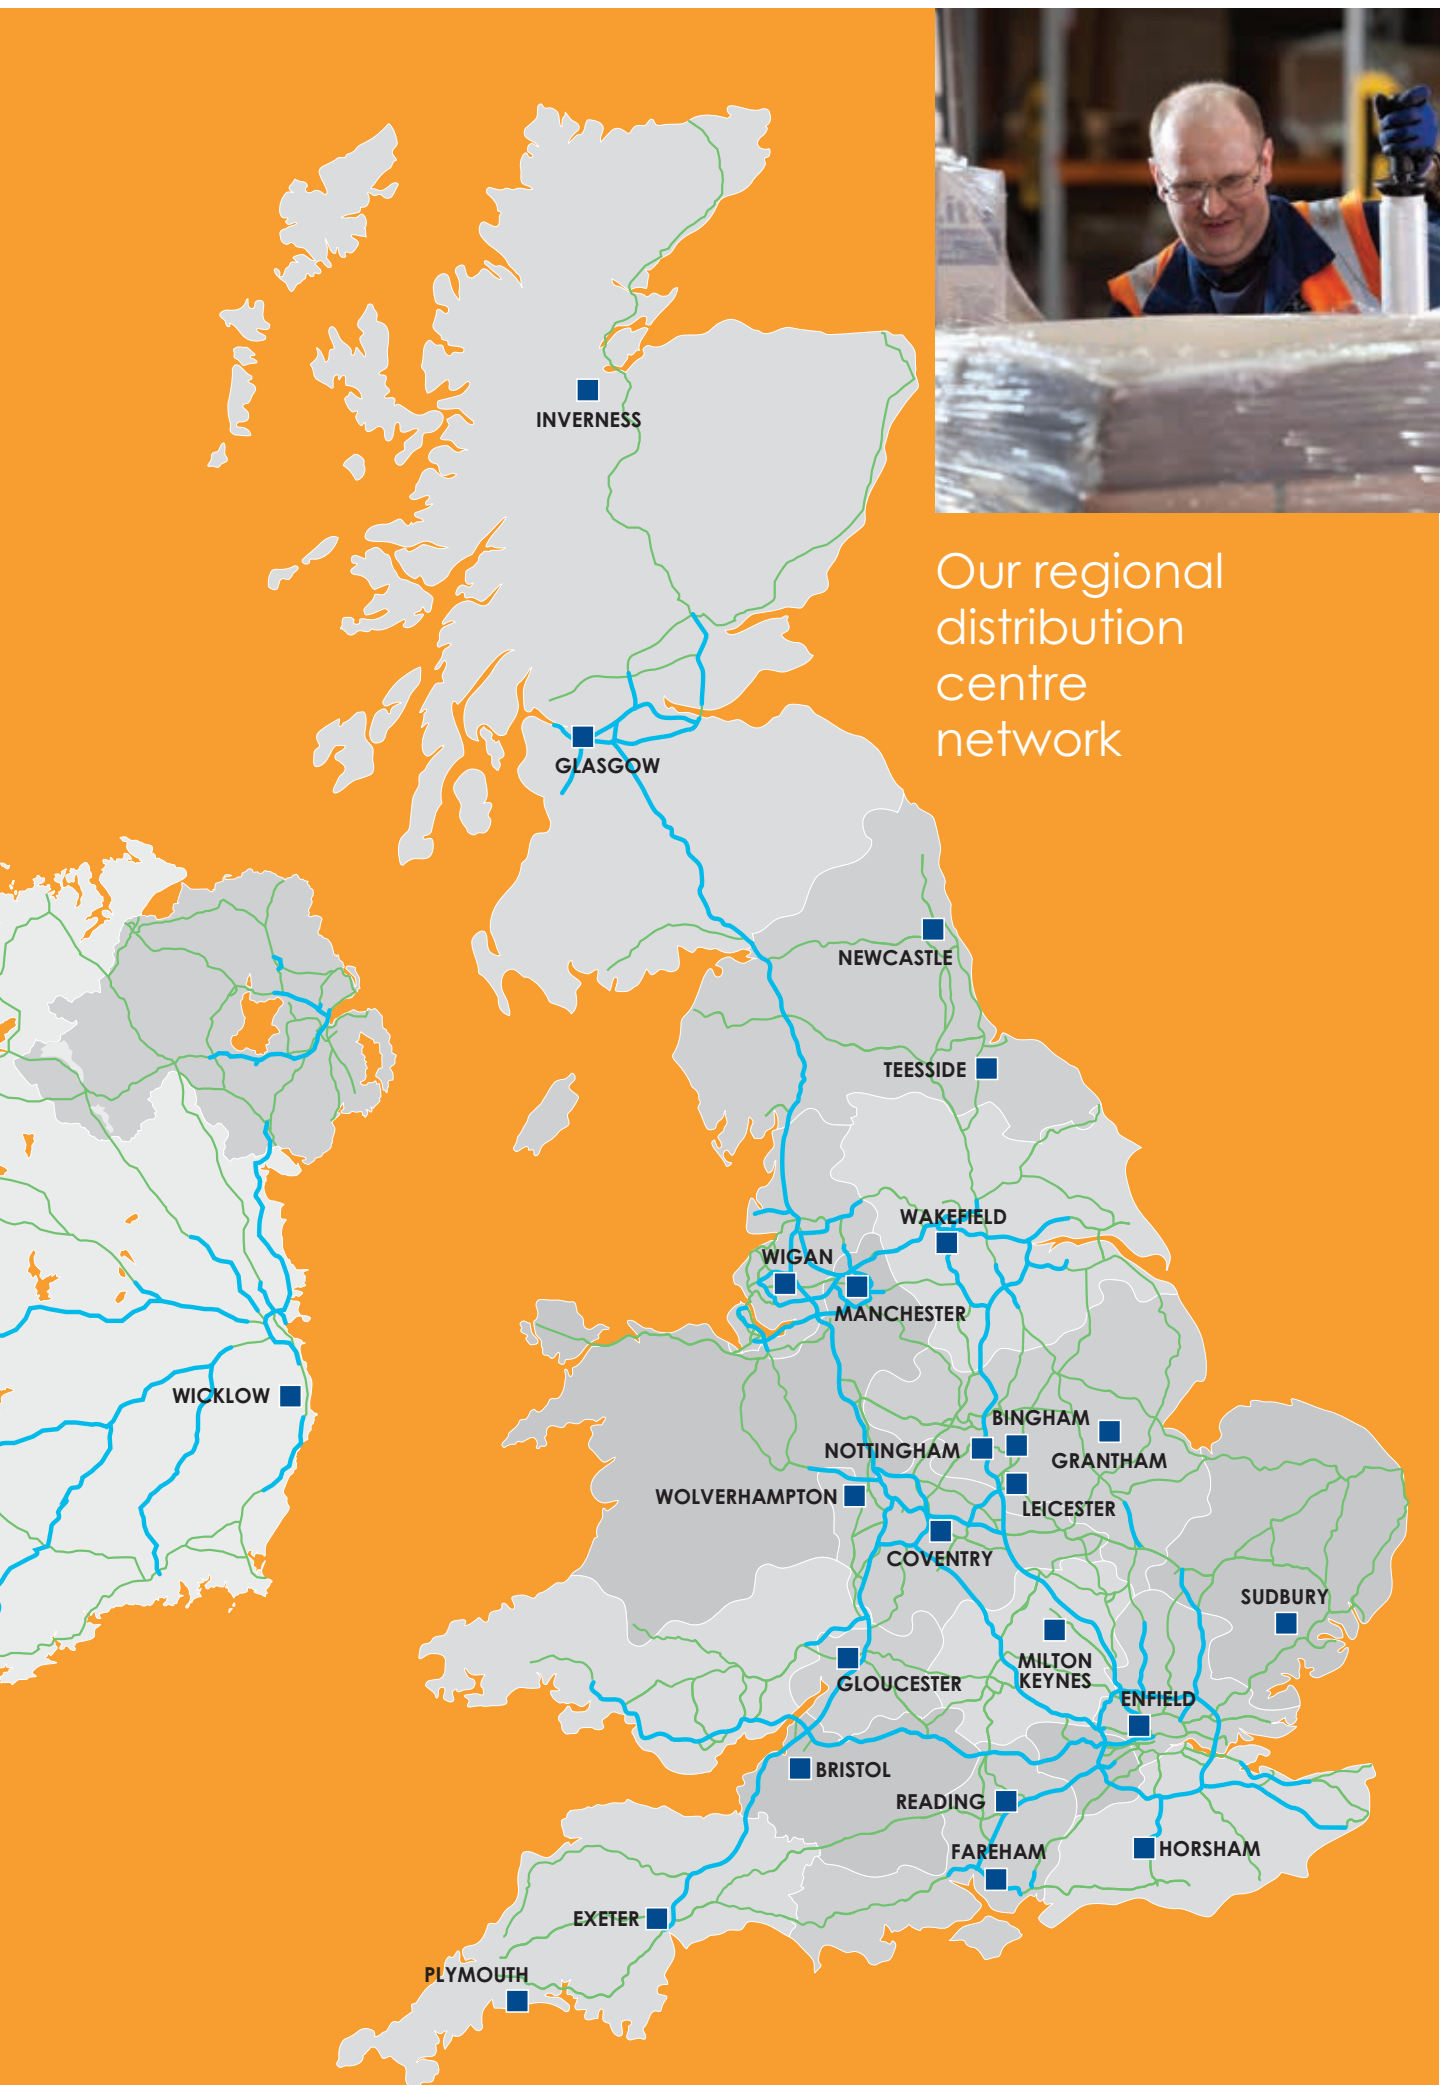 Our regional
distribution
centre
network
INVERNESS
GLASGOW
NEWCASTLE
TEESSIDE
WAKEFIELD
WIGAN
MANCHESTER
WICKLOW
BINGHAM
NOTTINGHAM
GRANTHAM
WOLVERHAMPTON
LEICESTER
COVENTRY
SUDBURY
MILTON
KEYNES
GLOUCESTER
ENFIELD
BRISTOL
READING
FAREHAM
HORSHAM
EXETER
PLYMOUTH